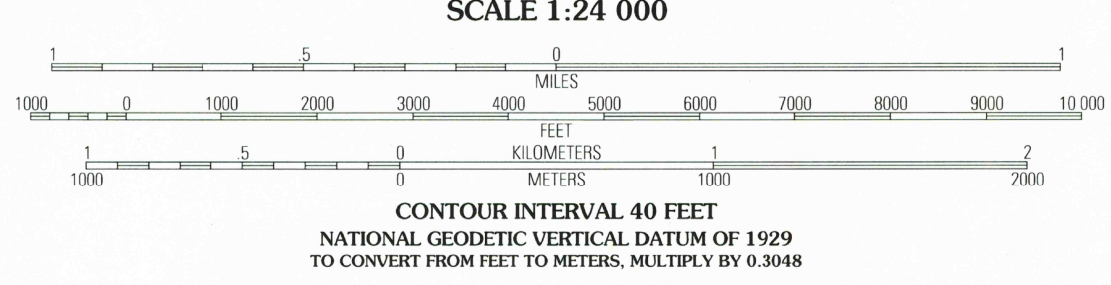 SCALE 1:24 000
1 .5 0 1
MILES
1000 0 1000 2000 3000 4000 5000 6000 7000 8000 9000 10 000
FEET
1 .5 0 KILOMETERS 1 2
1000 0 METERS 1000 2000
CONTOUR INTERVAL 40 FEET
NATIONAL GEODETIC VERTICAL DATUM OF 1929
TO CONVERT FROM FEET TO METERS, MULTIPLY BY 0.3048